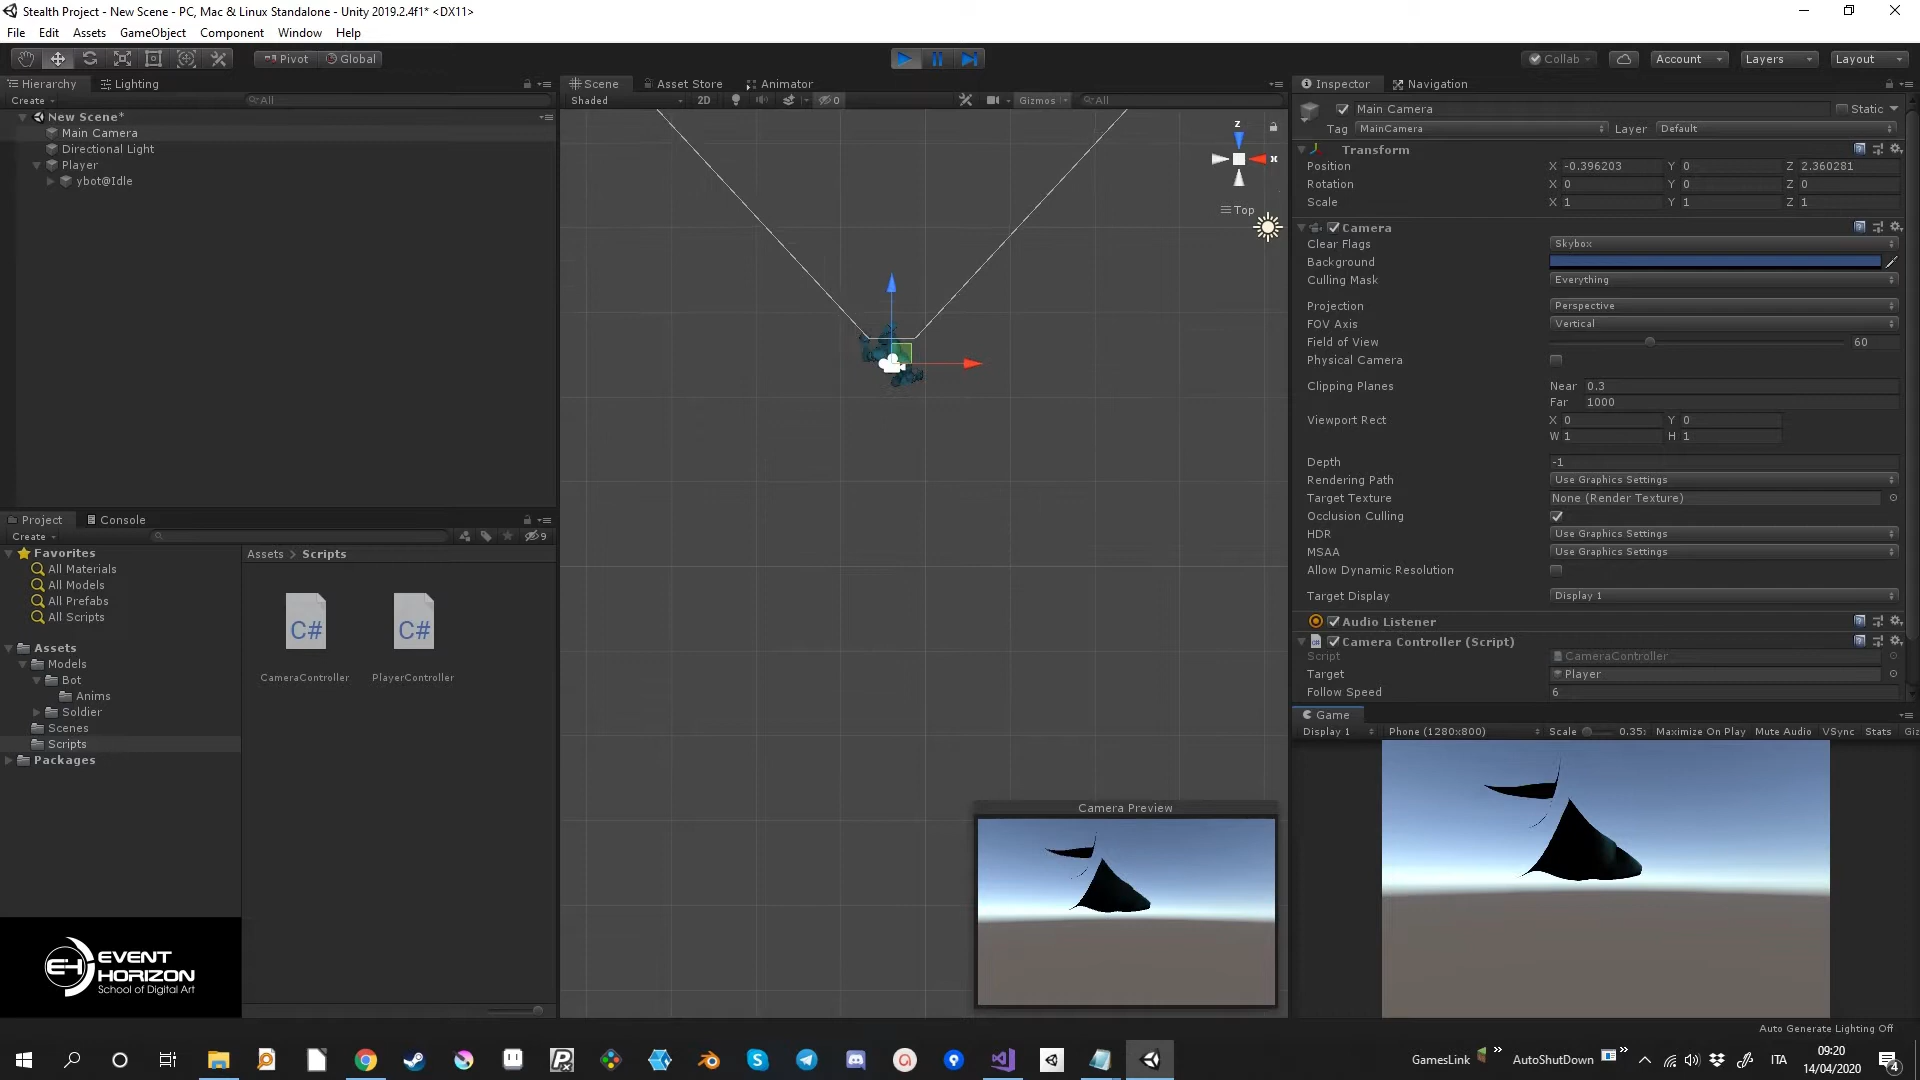 Stealth Project - New Scene - PC, Mac & Linux Standalone - Unity 2019.2.4f1* <DX11>
File Edit Assets GameObject Component Window Help
Pivot Global
Collab Account Layers Layout
Hierarchy Lighting
Create All
New Scene*
Main Camera
Directional Light
Player
ybot@Idle
Scene Asset Store Animator
Shaded 2D 0 Gizmos All
z
x
Top
Inspector Navigation
Main Camera Static
Tag MainCamera Layer Default
Transform
Position X -0.396203 Y 0 Z 2.360281
Rotation X 0 Y 0 Z 0
Scale X 1 Y 1 Z 1
Camera
Clear Flags Skybox
Background
Culling Mask Everything
Projection Perspective
FOV Axis Vertical
Field of View 60
Physical Camera
Clipping Planes Near 0.3
Far 1000
Viewport Rect X 0 Y 0
W 1 H 1
Depth -1
Rendering Path Use Graphics Settings
Target Texture None (Render Texture)
Occlusion Culling
HDR Use Graphics Settings
MSAA Use Graphics Settings
Allow Dynamic Resolution
Target Display Display 1
Audio Listener
Camera Controller (Script)
Script CameraController
Target Player
Follow Speed 6
Project Console
Create 9
Favorites
All Materials
All Models
All Prefabs
All Scripts
Assets
Models
Bot
Anims
Soldier
Scenes
Scripts
Packages
Assets > Scripts
C# C#
CameraController PlayerController
Camera Preview
Game
Display 1 Phone (1280x800) Scale 0.35 Maximize On Play Mute Audio VSync Stats Giz
EH EVENT
HORIZON
School of Digital Art
Auto Generate Lighting Off
GamesLink AutoShutDown ITA 09:20
14/04/2020
4